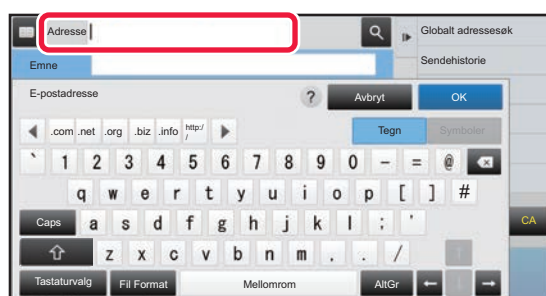 Adresse
Globalt adressesøk
Emne
Sendehistorie
E-postadresse ? Avbryt OK
.com .net .org .biz .info http:// Tegn Symboler
` 1 2 3 4 5 6 7 8 9 0 - = @
q w e r t y u i o p [ ] #
Caps a s d f g h j k l ; ' CA
z x c v b n m . . /
Tastaturvalg Fil Format Mellomrom AltGr